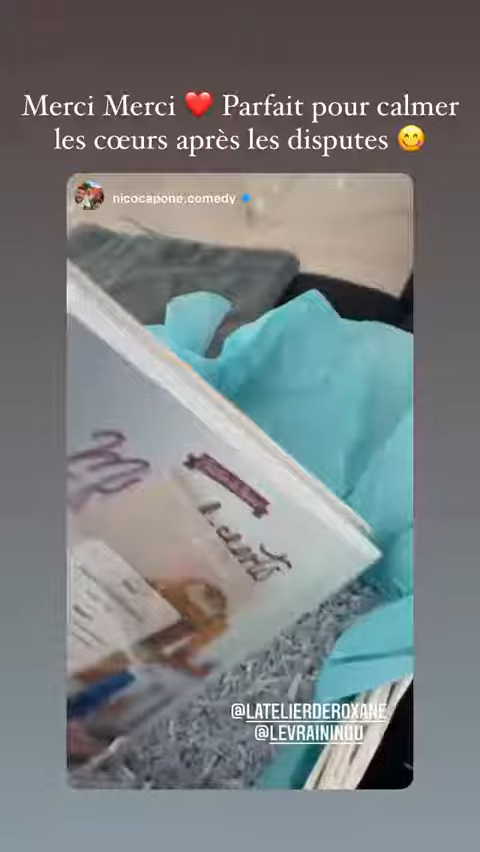 Merci Merci ❤️ Parfait pour calmer
les cœurs après les disputes 😋
nicocapone.comedy
@LATELIERDEROXANE
@LEVRAININOU